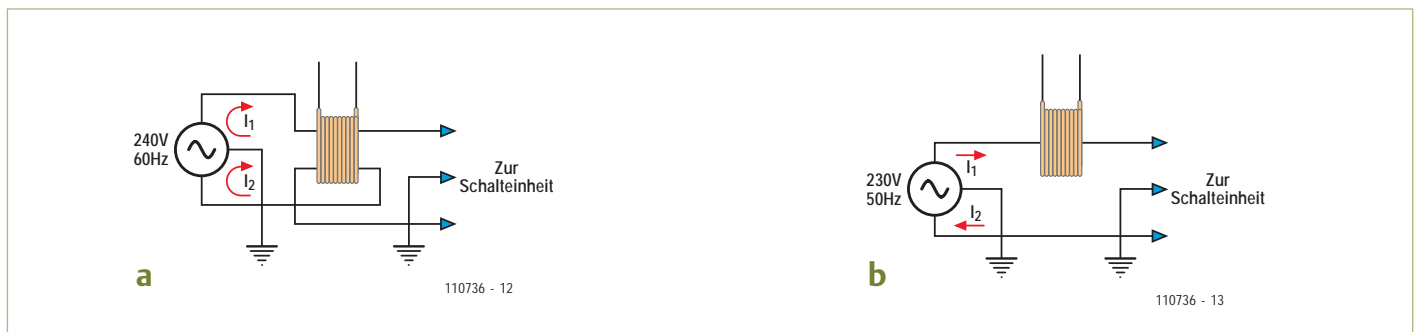 240V
60Hz
I1
I2
Zur
Schalteinheit
a
110736 - 12
230V
50Hz
I1
I2
Zur
Schalteinheit
b
110736 - 13